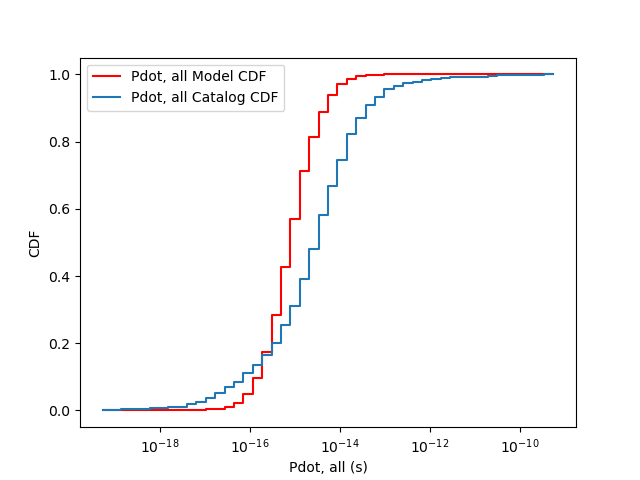 Pdot, all Model CDF
Pdot, all Catalog CDF
1.0
0.8
0.6
0.4
0.2
0.0
CDF
10⁻¹⁸ 10⁻¹⁶ 10⁻¹⁴ 10⁻¹² 10⁻¹⁰
Pdot, all (s)